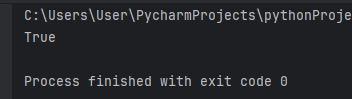 C:\Users\User\PycharmProjects\pythonProje
True
Process finished with exit code 0